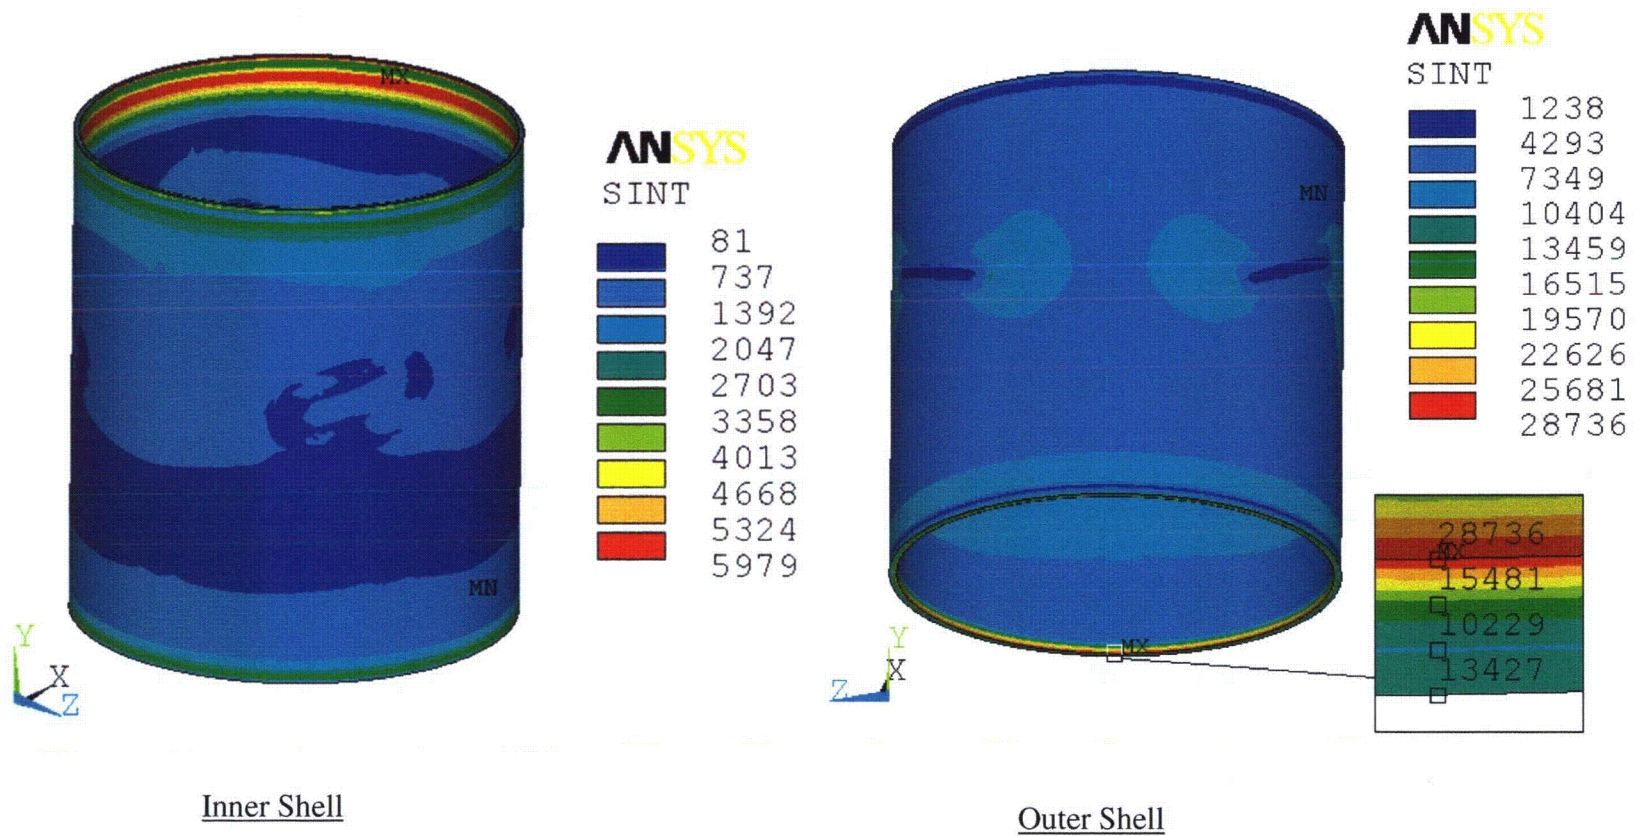 MX
ANSYS
SINT
81
737
1392
2047
2703
3358
4013
4668
5324
5979
MN
Y
X
Z
Inner Shell
ANSYS
SINT
1238
4293
7349
10404
13459
16515
19570
22626
25681
28736
MN
MX
Y
X
Z
28736
MX
15481
10229
13427
Outer Shell